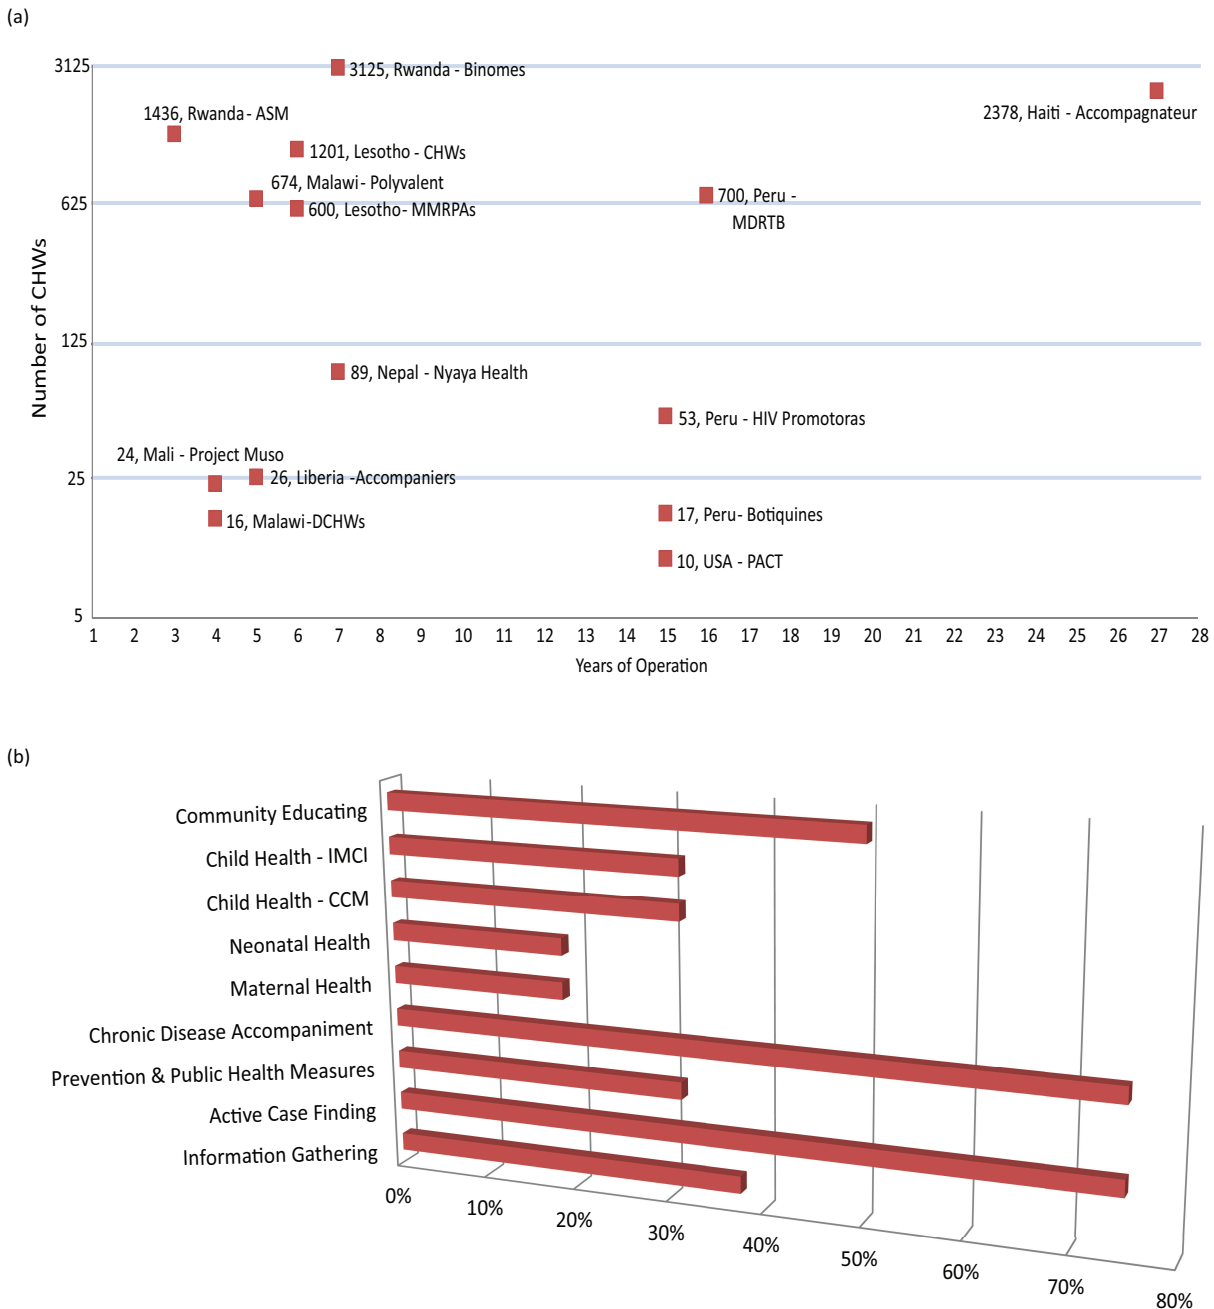 (a)
3125
3125, Rwanda - Binomes
2378, Haiti - Accompagnateur
1436, Rwanda - ASM
1201, Lesotho - CHWs
674, Malawi - Polyvalent
625
600, Lesotho- MMRPAs
700, Peru -
MDRTB
Number of CHWs
125
89, Nepal - Nyaya Health
53, Peru - HIV Promotoras
24, Mali - Project Muso
25
26, Liberia -Accompaniers
16, Malawi-DCHWs
17, Peru- Botiquines
10, USA - PACT
5
1 2 3 4 5 6 7 8 9 10 11 12 13 14 15 16 17 18 19 20 21 22 23 24 25 26 27 28
Years of Operation
(b)
Community Educating
Child Health - IMCI
Child Health - CCM
Neonatal Health
Maternal Health
Chronic Disease Accompaniment
Prevention & Public Health Measures
Active Case Finding
Information Gathering
0% 10% 20% 30% 40% 50% 60% 70% 80%